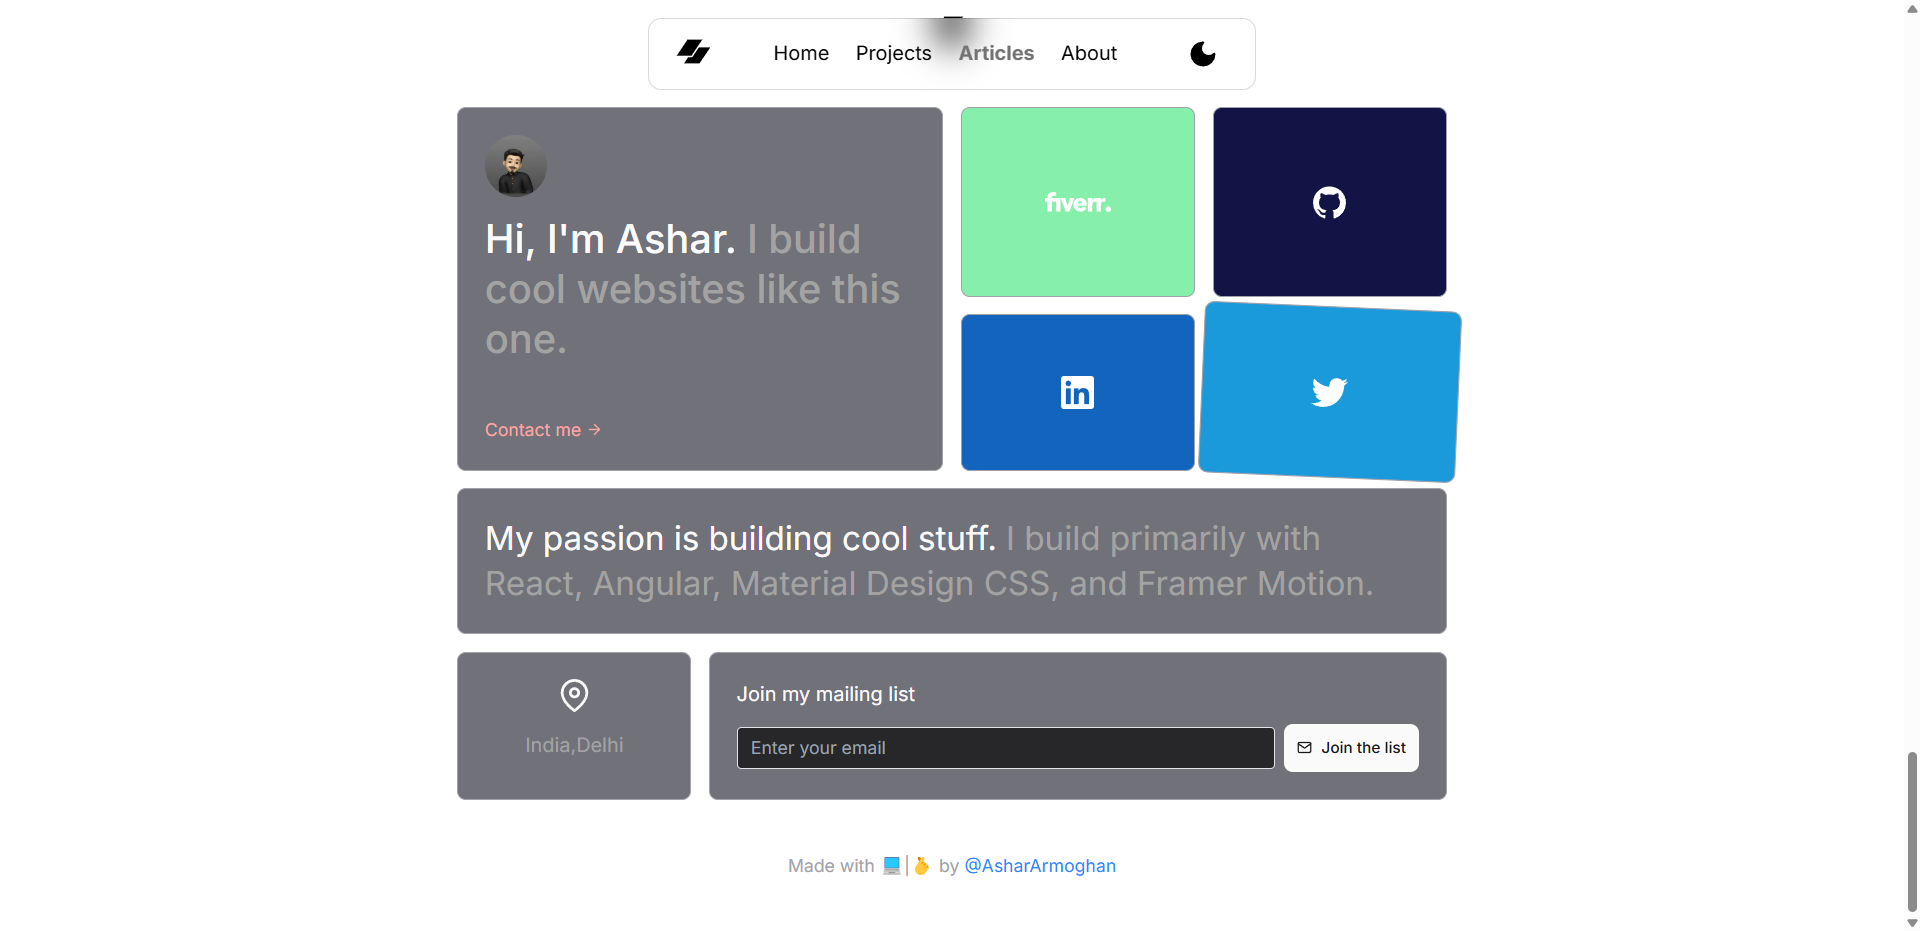 Home Projects Articles About
Hi, I'm Ashar. I build
cool websites like this
one.
Contact me →
fiverr.
in
My passion is building cool stuff. I build primarily with
React, Angular, Material Design CSS, and Framer Motion.
India,Delhi
Join my mailing list
Enter your email
Join the list
Made with 💻|🫰 by @AsharArmoghan